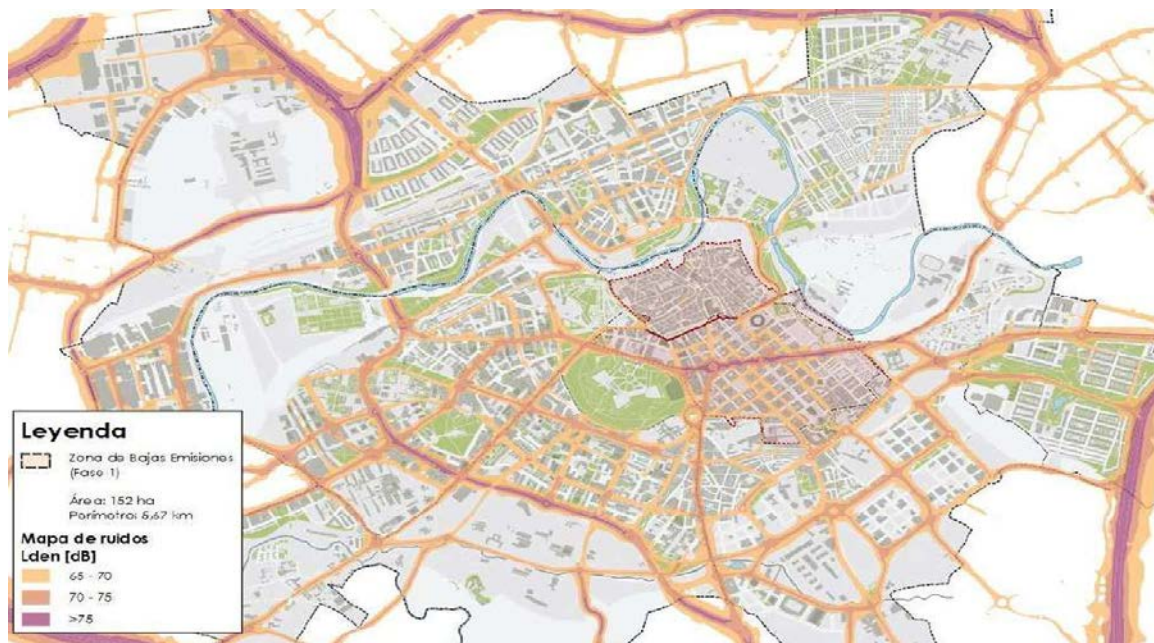 Leyenda
Zona de Bajas Emisiones
(Fase 1)
Área: 152 ha
Perímetro: 5,67 km
Mapa de ruidos
Lden [dB]
65 - 70
70 - 75
>75